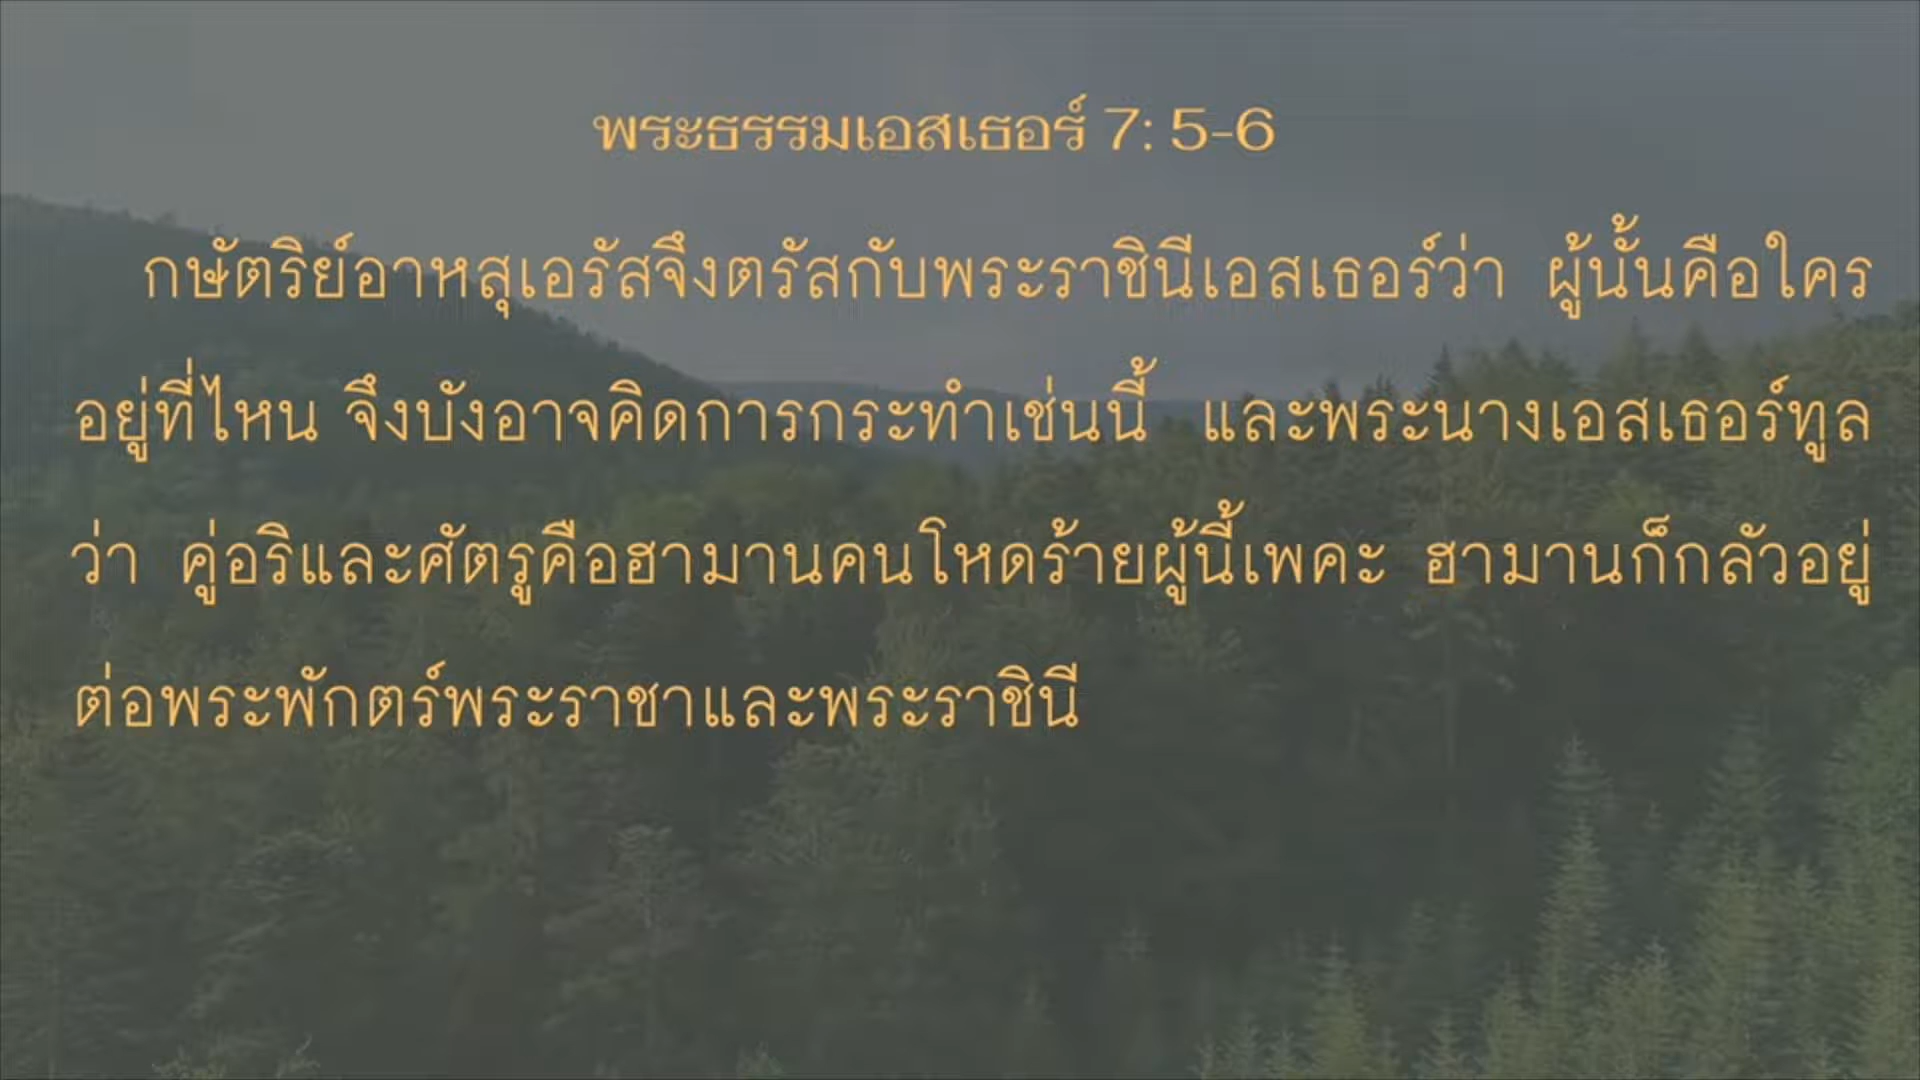 พระธรรมเอสเธอร์ 7: 5-6
กษัตริย์อาหสุเอรัสจึงตรัสกับพระราชินีเอสเธอร์ว่า ผู้นั้นคือใคร
อยู่ที่ไหน จึงบังอาจคิดการกระทำเช่นนี้ และพระนางเอสเธอร์ทูล
ว่า คู่อริและศัตรูคือฮามานคนโหดร้ายผู้นี้เพคะ ฮามานก็กลัวอยู่
ต่อพระพักตร์พระราชาและพระราชินี